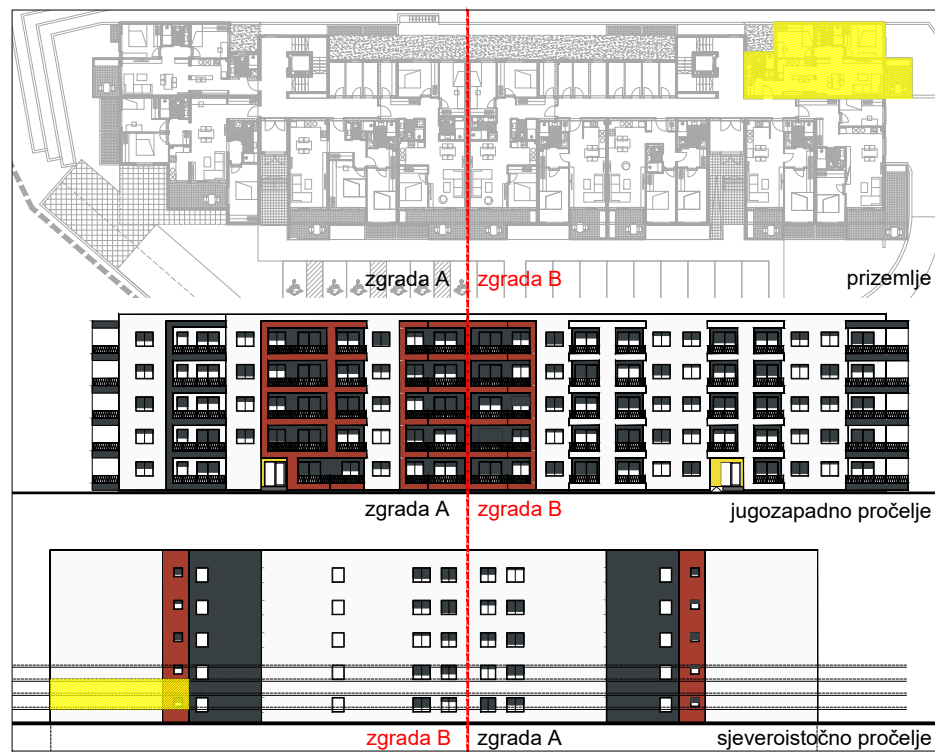 zgrada A zgrada B prizemlje
zgrada A zgrada B jugozapadno pročelje
zgrada B zgrada A sjeveroistočno pročelje